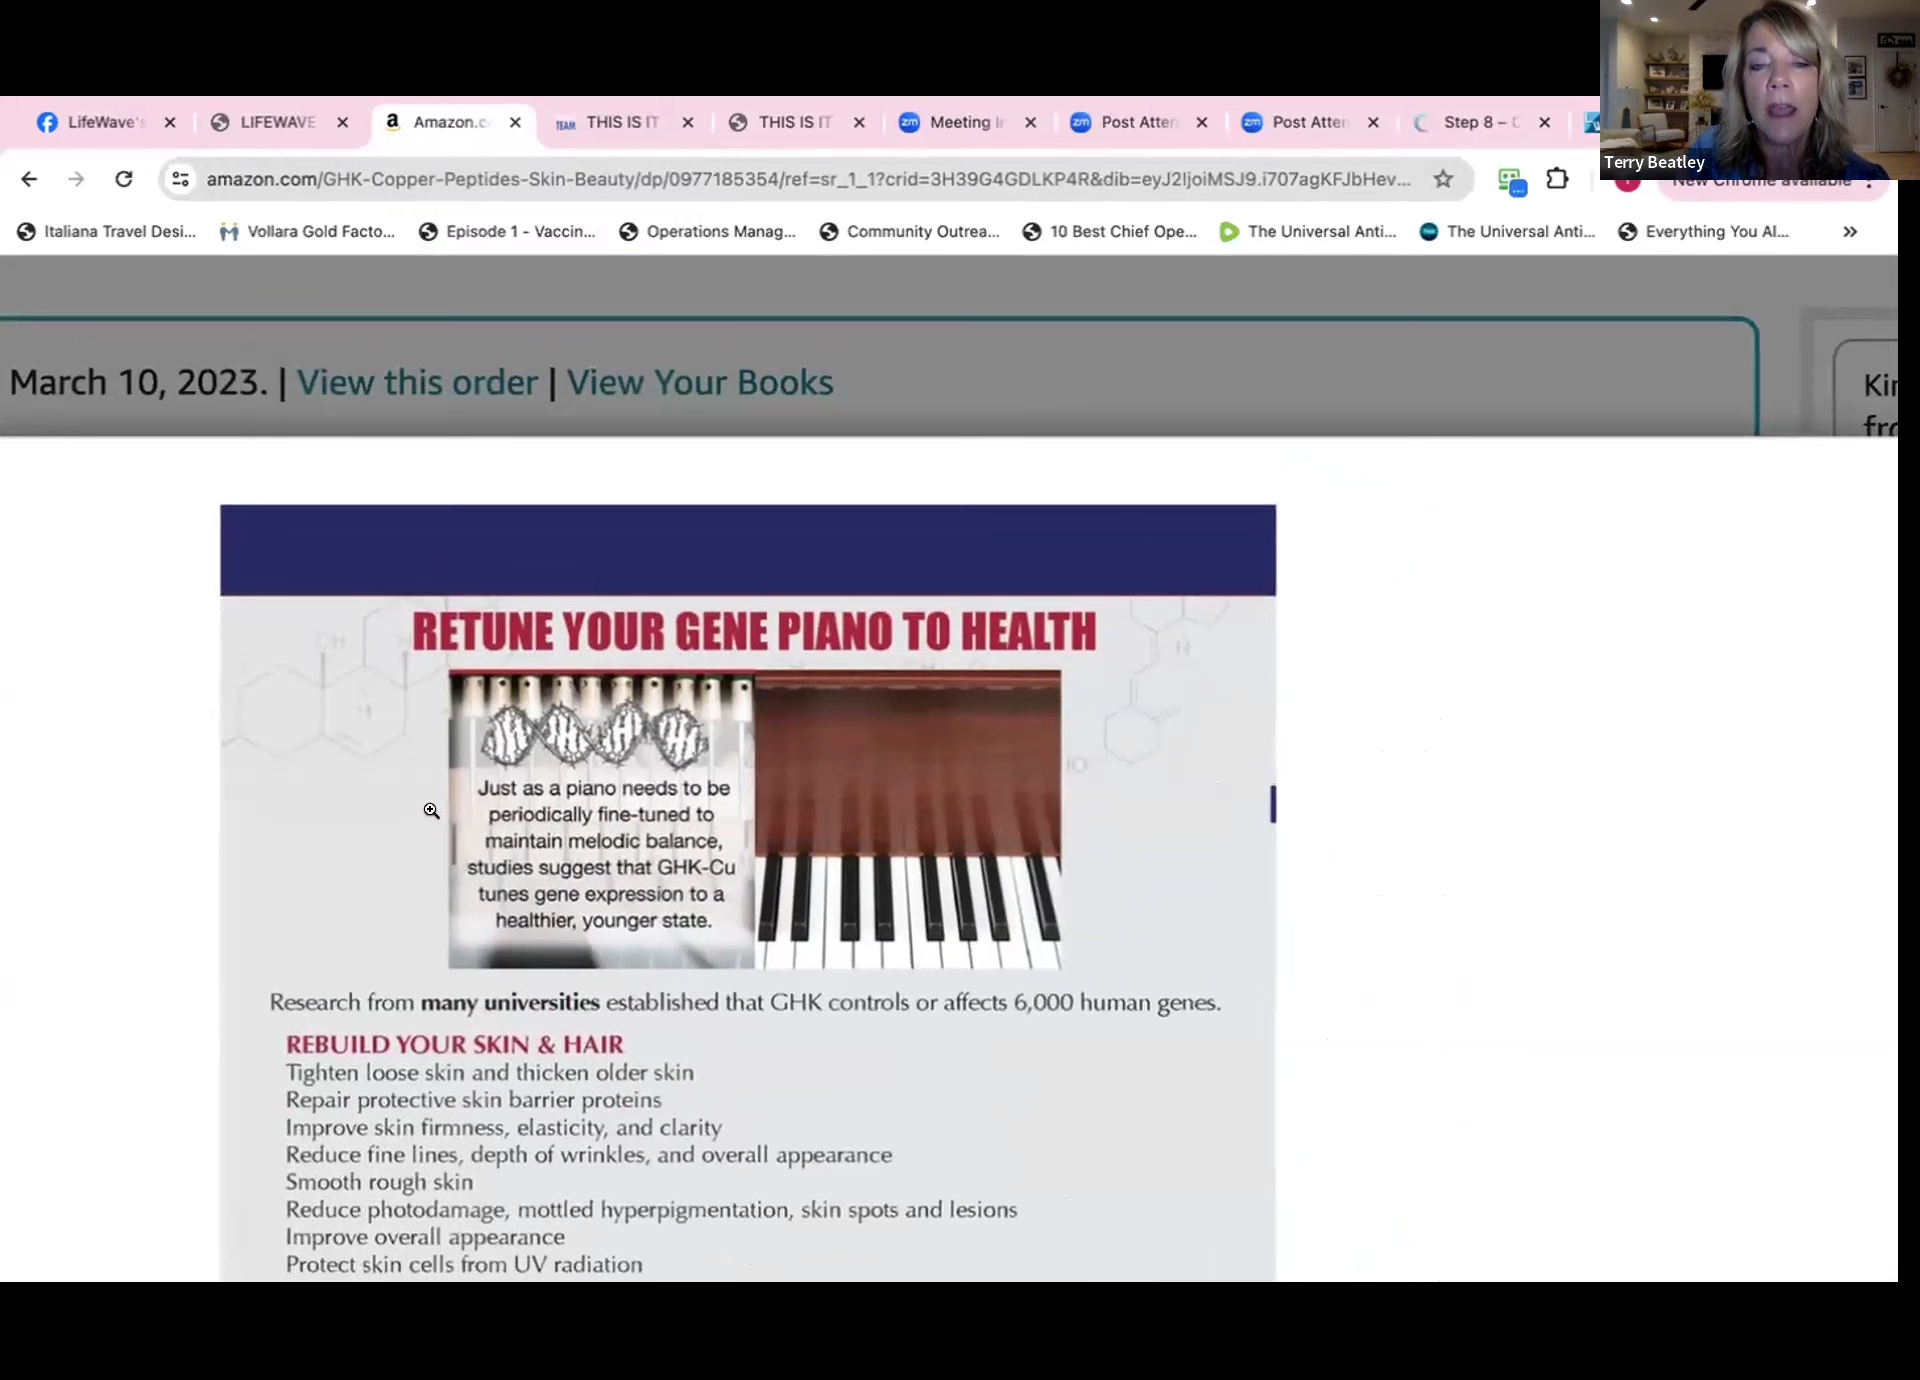 LifeWave's
LIFEWAVE
Amazon.c
TEAM THIS IS IT
THIS IS IT
zm Meeting In
zm Post Atten
zm Post Atten
Step 8 – C
Terry Beatley
amazon.com/GHK-Copper-Peptides-Skin-Beauty/dp/0977185354/ref=sr_1_1?crid=3H39G4GDLKP4R&dib=eyJ2IjoiMSJ9.i707agKFJbHev...
New Chrome available
Italiana Travel Desi...
Vollara Gold Facto...
Episode 1 - Vaccin...
Operations Manag...
Community Outrea...
10 Best Chief Ope...
The Universal Anti...
The Universal Anti...
Everything You Al...
March 10, 2023. | View this order | View Your Books
RETUNE YOUR GENE PIANO TO HEALTH
Just as a piano needs to be
periodically fine-tuned to
maintain melodic balance,
studies suggest that GHK-Cu
tunes gene expression to a
healthier, younger state.
Research from many universities established that GHK controls or affects 6,000 human genes.
REBUILD YOUR SKIN & HAIR
Tighten loose skin and thicken older skin
Repair protective skin barrier proteins
Improve skin firmness, elasticity, and clarity
Reduce fine lines, depth of wrinkles, and overall appearance
Smooth rough skin
Reduce photodamage, mottled hyperpigmentation, skin spots and lesions
Improve overall appearance
Protect skin cells from UV radiation